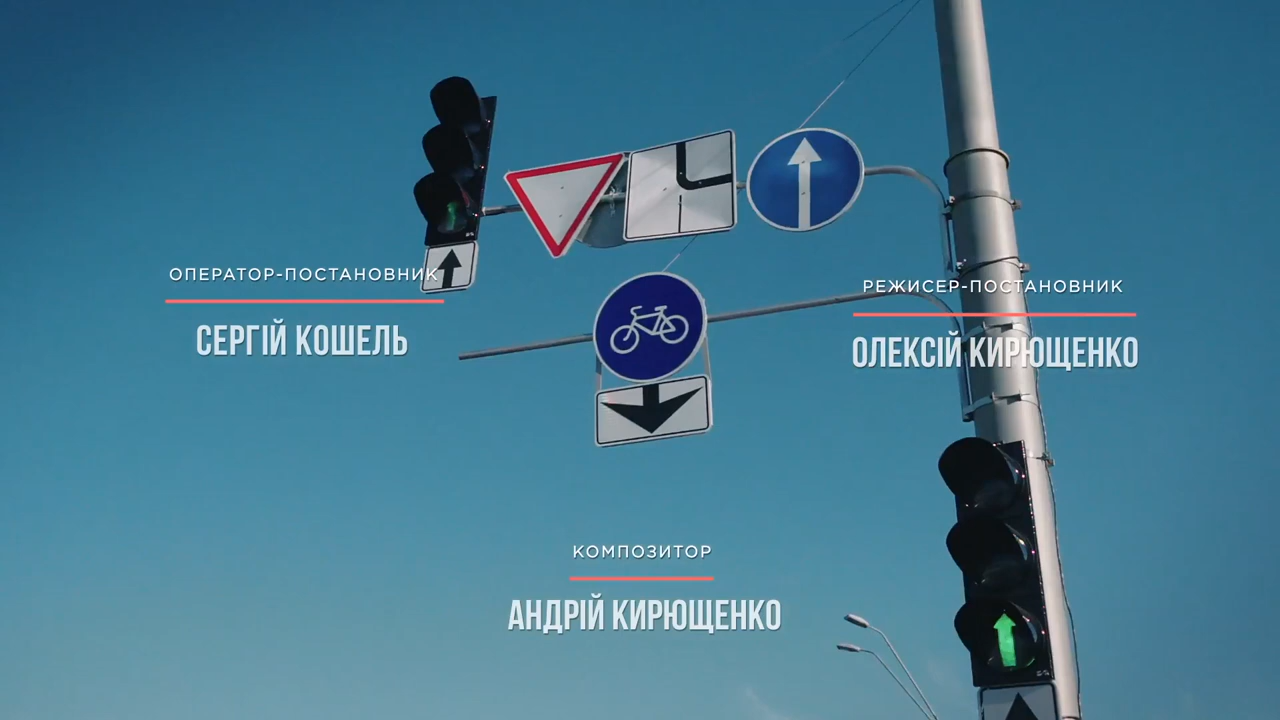 ОПЕРАТОР-ПОСТАНОВНИК
СЕРГІЙ КОШЕЛЬ
РЕЖИСЕР-ПОСТАНОВНИК
ОЛЕКСІЙ КИРЮЩЕНКО
КОМПОЗИТОР
АНДРІЙ КИРЮЩЕНКО